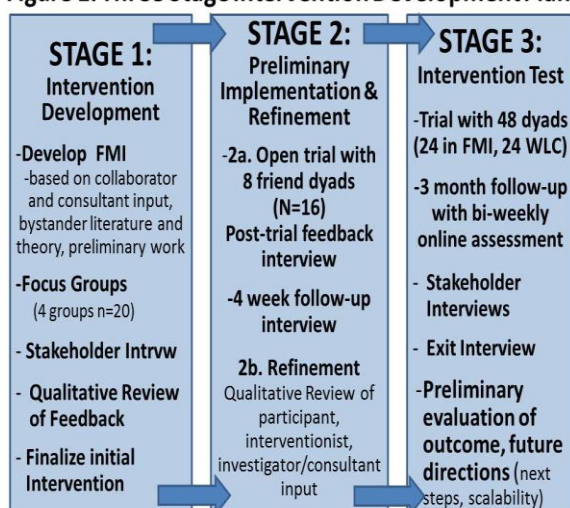 Figure 1. Three Stage Intervention Development Plan
STAGE 1:
Intervention
Development
-Develop FMI
-based on collaborator
and consultant input,
bystander literature and
theory, preliminary work
-Focus Groups
(4 groups n=20)
- Stakeholder Intrvw
- Qualitative Review
of Feedback
- Finalize initial
Intervention
STAGE 2:
Preliminary
Implementation &
Refinement
-2a. Open trial with
8 friend dyads
(N=16)
Post-trial feedback
interview
-4 week follow-up
interview
2b. Refinement
Qualitative Review of
participant,
interventionist,
investigator/consultant
input
STAGE 3:
Intervention Test
-Trial with 48 dyads
(24 in FMI, 24 WLC)
-3 month follow-up
with bi-weekly
online assessment
- Stakeholder
Interviews
- Exit Interview
-Preliminary
evaluation of
outcome, future
directions (next
steps, scalability)